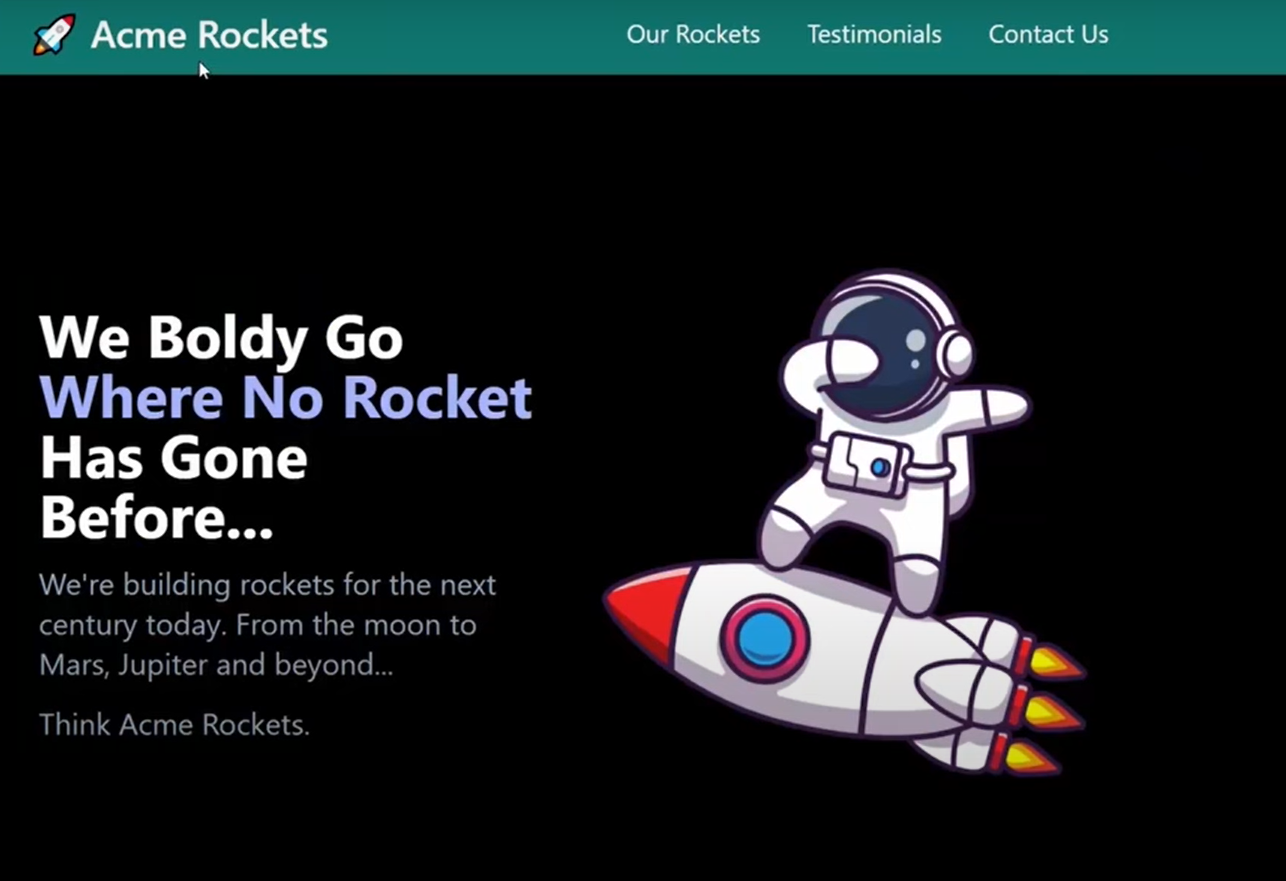 Acme Rockets
Our Rockets Testimonials Contact Us
We Boldy Go
Where No Rocket
Has Gone
Before...
We're building rockets for the next
century today. From the moon to
Mars, Jupiter and beyond...
Think Acme Rockets.